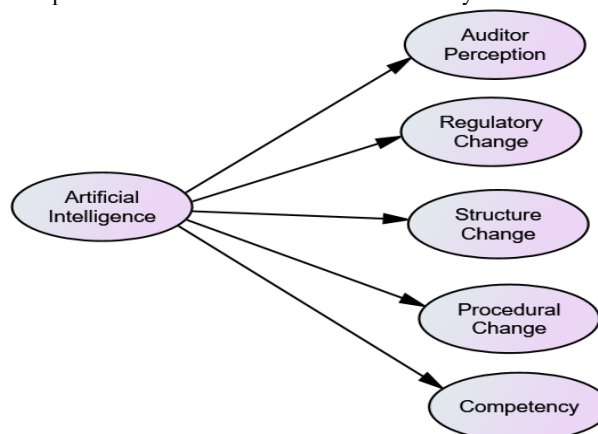 Auditor
Perception
Regulatory
Change
Artificial
Intelligence
Structure
Change
Procedural
Change
Competency